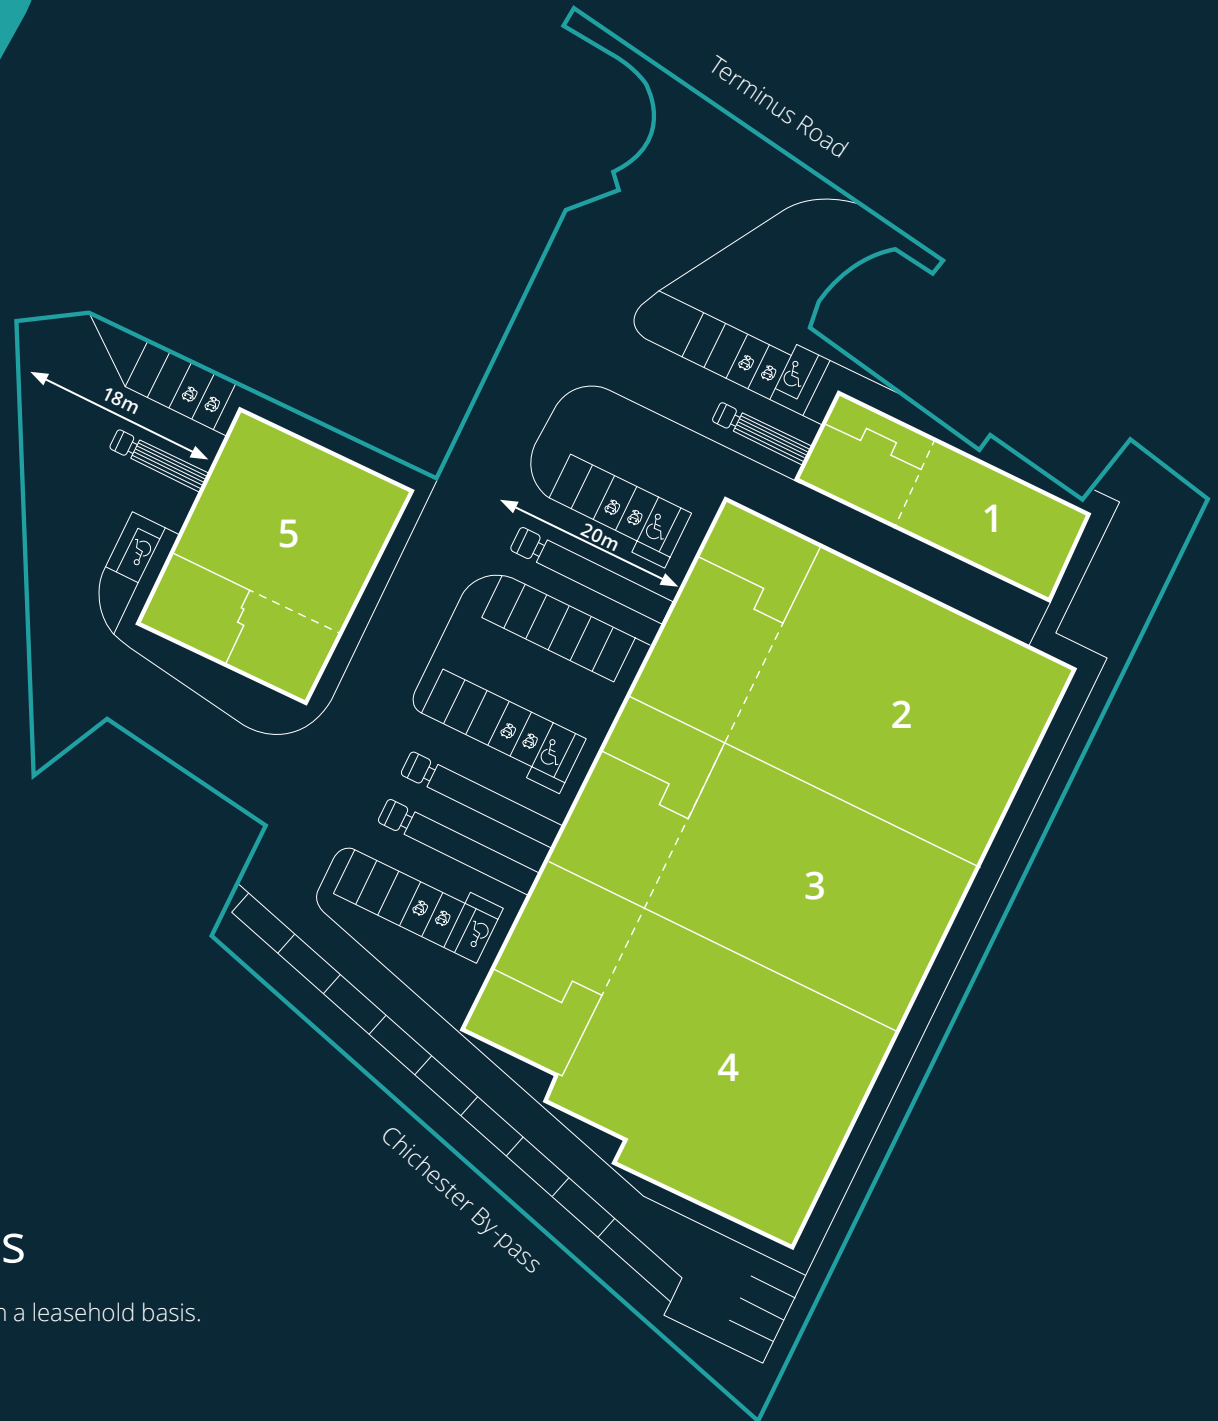 Terminus Road
18m
5
20m
1
2
3
4
Chichester By-pass
s
a leasehold basis.